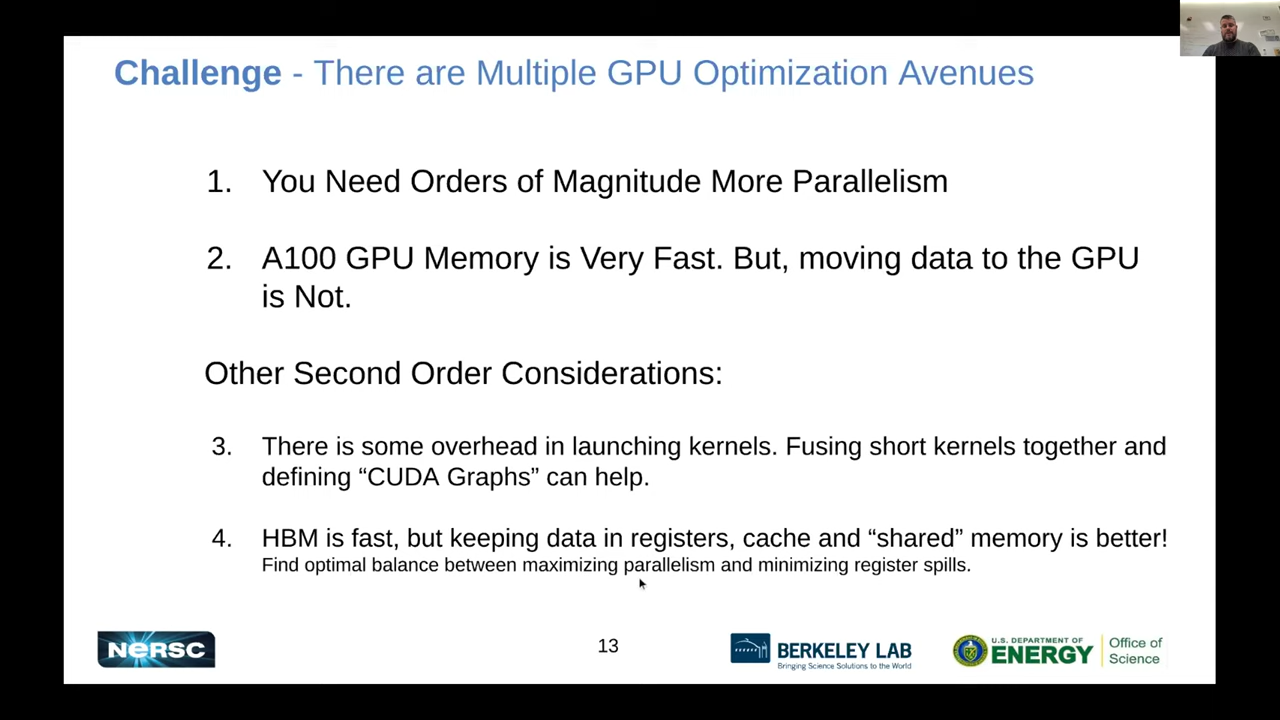 Challenge - There are Multiple GPU Optimization Avenues
1. You Need Orders of Magnitude More Parallelism
2. A100 GPU Memory is Very Fast. But, moving data to the GPU
is Not.
Other Second Order Considerations:
3. There is some overhead in launching kernels. Fusing short kernels together and
defining “CUDA Graphs” can help.
4. HBM is fast, but keeping data in registers, cache and “shared” memory is better!
Find optimal balance between maximizing parallelism and minimizing register spills.
NERSC
13
BERKELEY LAB
Bringing Science Solutions to the World
U.S. DEPARTMENT OF
ENERGY
Office of
Science